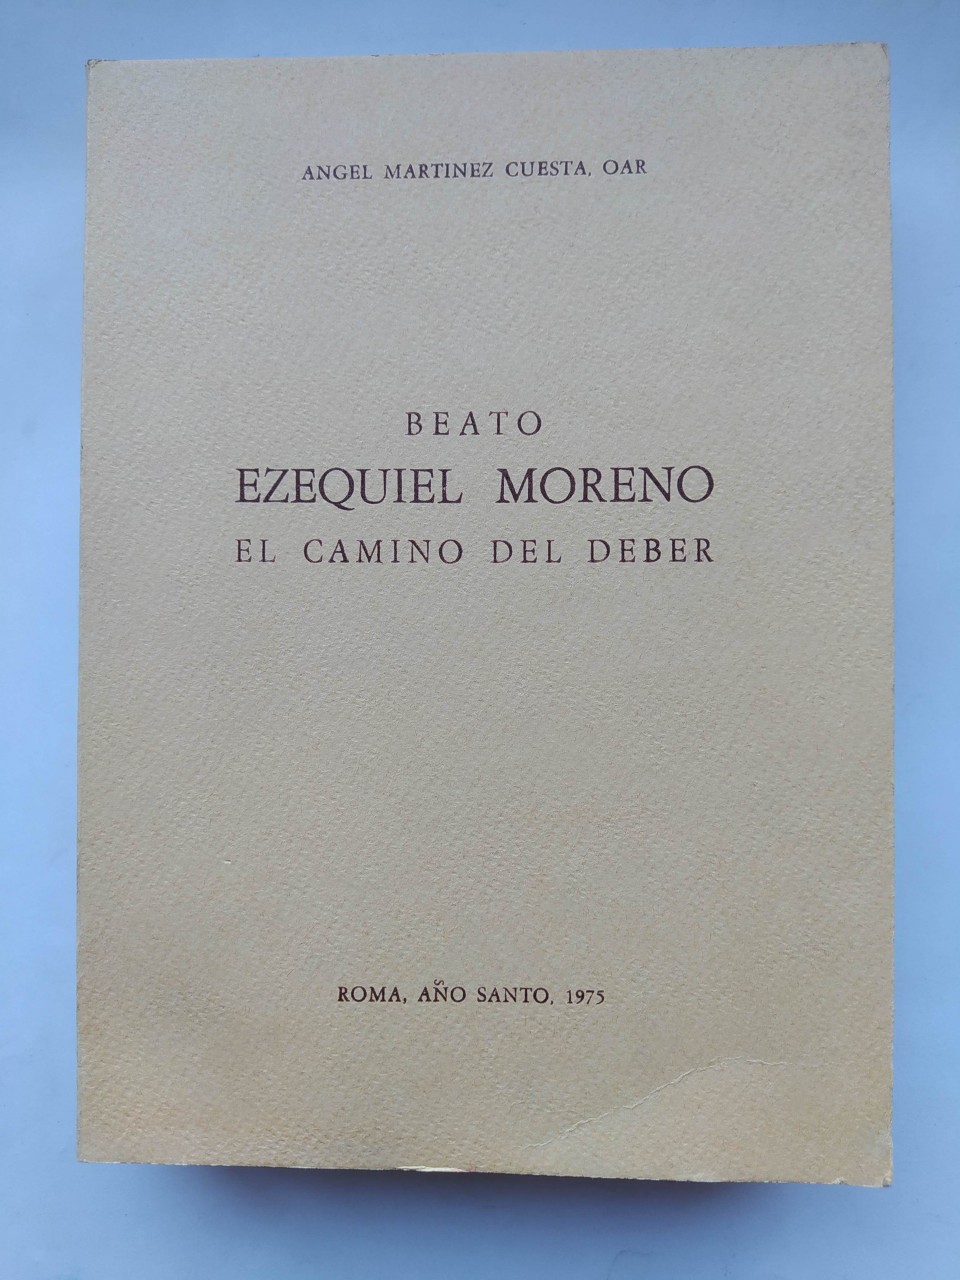 ANGEL MARTINEZ CUESTA, OAR
BEATO
EZEQUIEL MORENO
EL CAMINO DEL DEBER
ROMA, AÑO SANTO, 1975